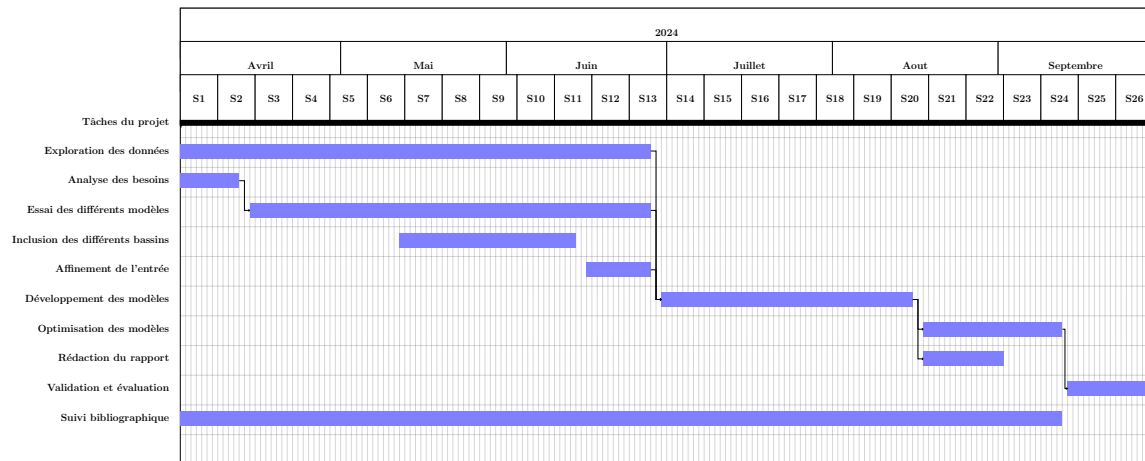 2024
Avril Mai Juin Juillet Aout Septembre
S1 S2 S3 S4 S5 S6 S7 S8 S9 S10 S11 S12 S13 S14 S15 S16 S17 S18 S19 S20 S21 S22 S23 S24 S25 S26
Tâches du projet
Exploration des données
Analyse des besoins
Essai des différents modèles
Inclusion des différents bassins
Affinement de l'entrée
Développement des modèles
Optimisation des modèles
Rédaction du rapport
Validation et évaluation
Suivi bibliographique